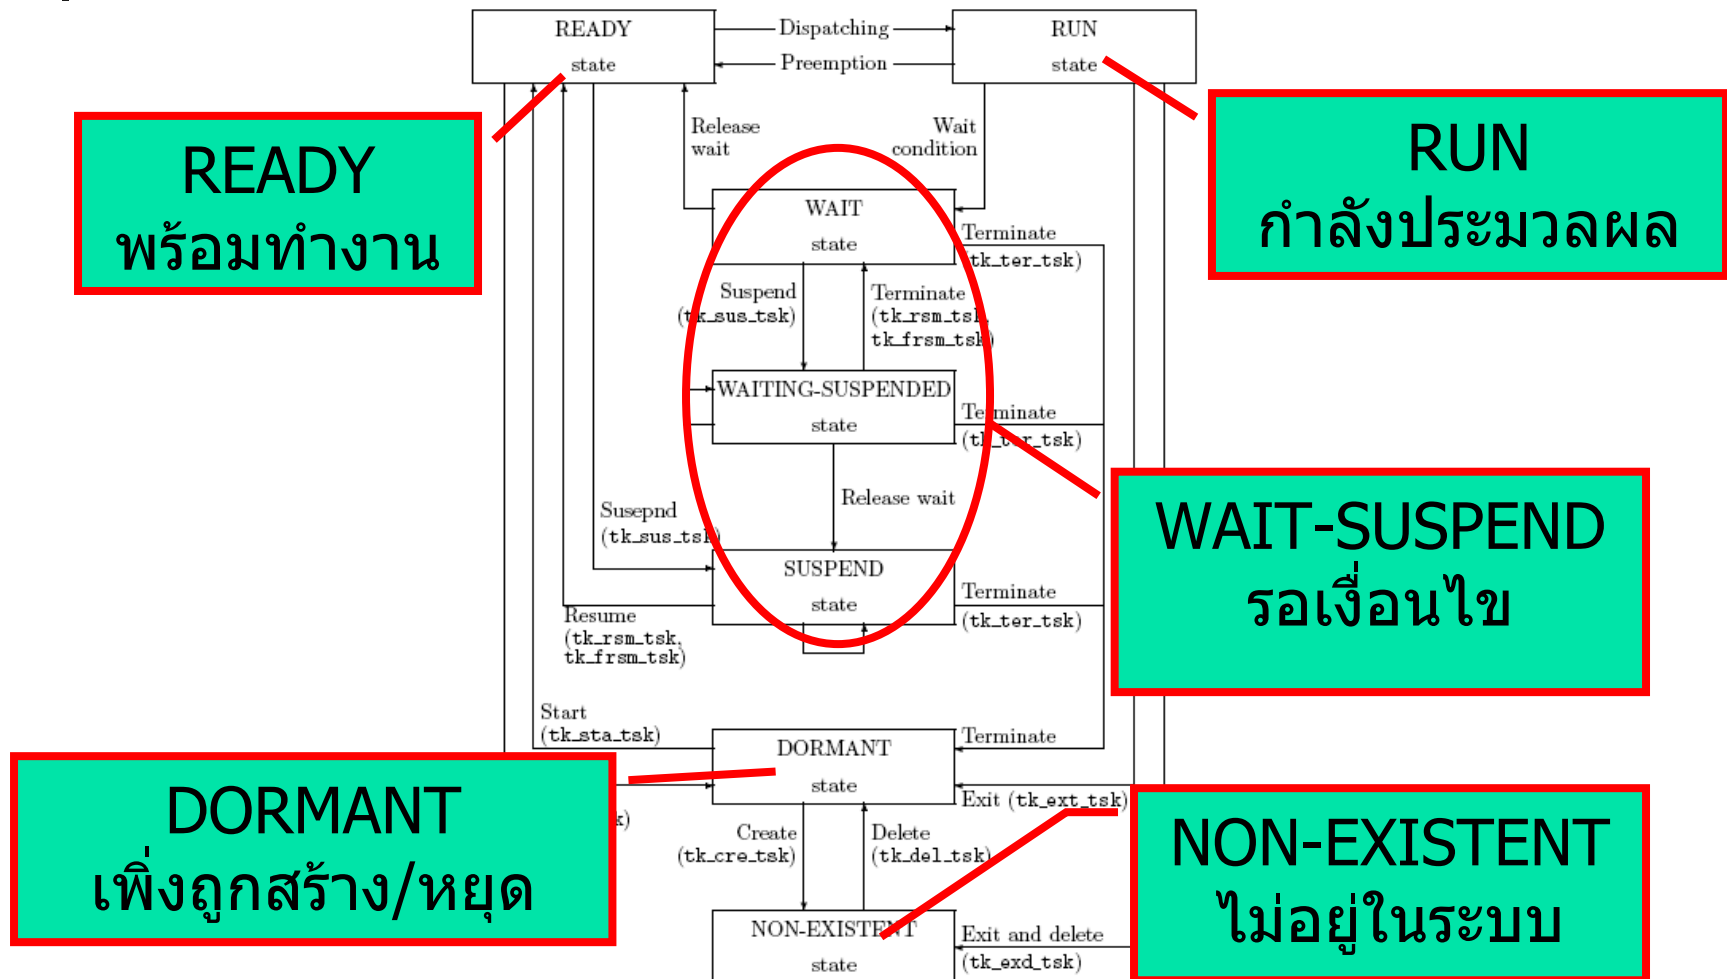 READY
state
Dispatching
Preemption
RUN
state
READY
พร้อมทำงาน
Release
wait
Wait
condition
RUN
กำลังประมวลผล
WAIT
state
Terminate
(tk_ter_tsk)
Suspend
(tk_sus_tsk)
Terminate
(tk_rsm_tsk,
tk_frsm_tsk)
WAITING-SUSPENDED
state
Terminate
(tk_ter_tsk)
Release wait
Susepnd
(tk_sus_tsk)
WAIT-SUSPEND
รอเงื่อนไข
SUSPEND
state
Terminate
(tk_ter_tsk)
Resume
(tk_rsm_tsk,
tk_frsm_tsk)
Start
(tk_sta_tsk)
DORMANT
state
Terminate
Exit (tk_ext_tsk)
DORMANT
เพิ่งถูกสร้าง/หยุด
Create
(tk_cre_tsk)
Delete
(tk_del_tsk)
NON-EXISTENT
ไม่อยู่ในระบบ
NON-EXISTENT
state
Exit and delete
(tk_exd_tsk)